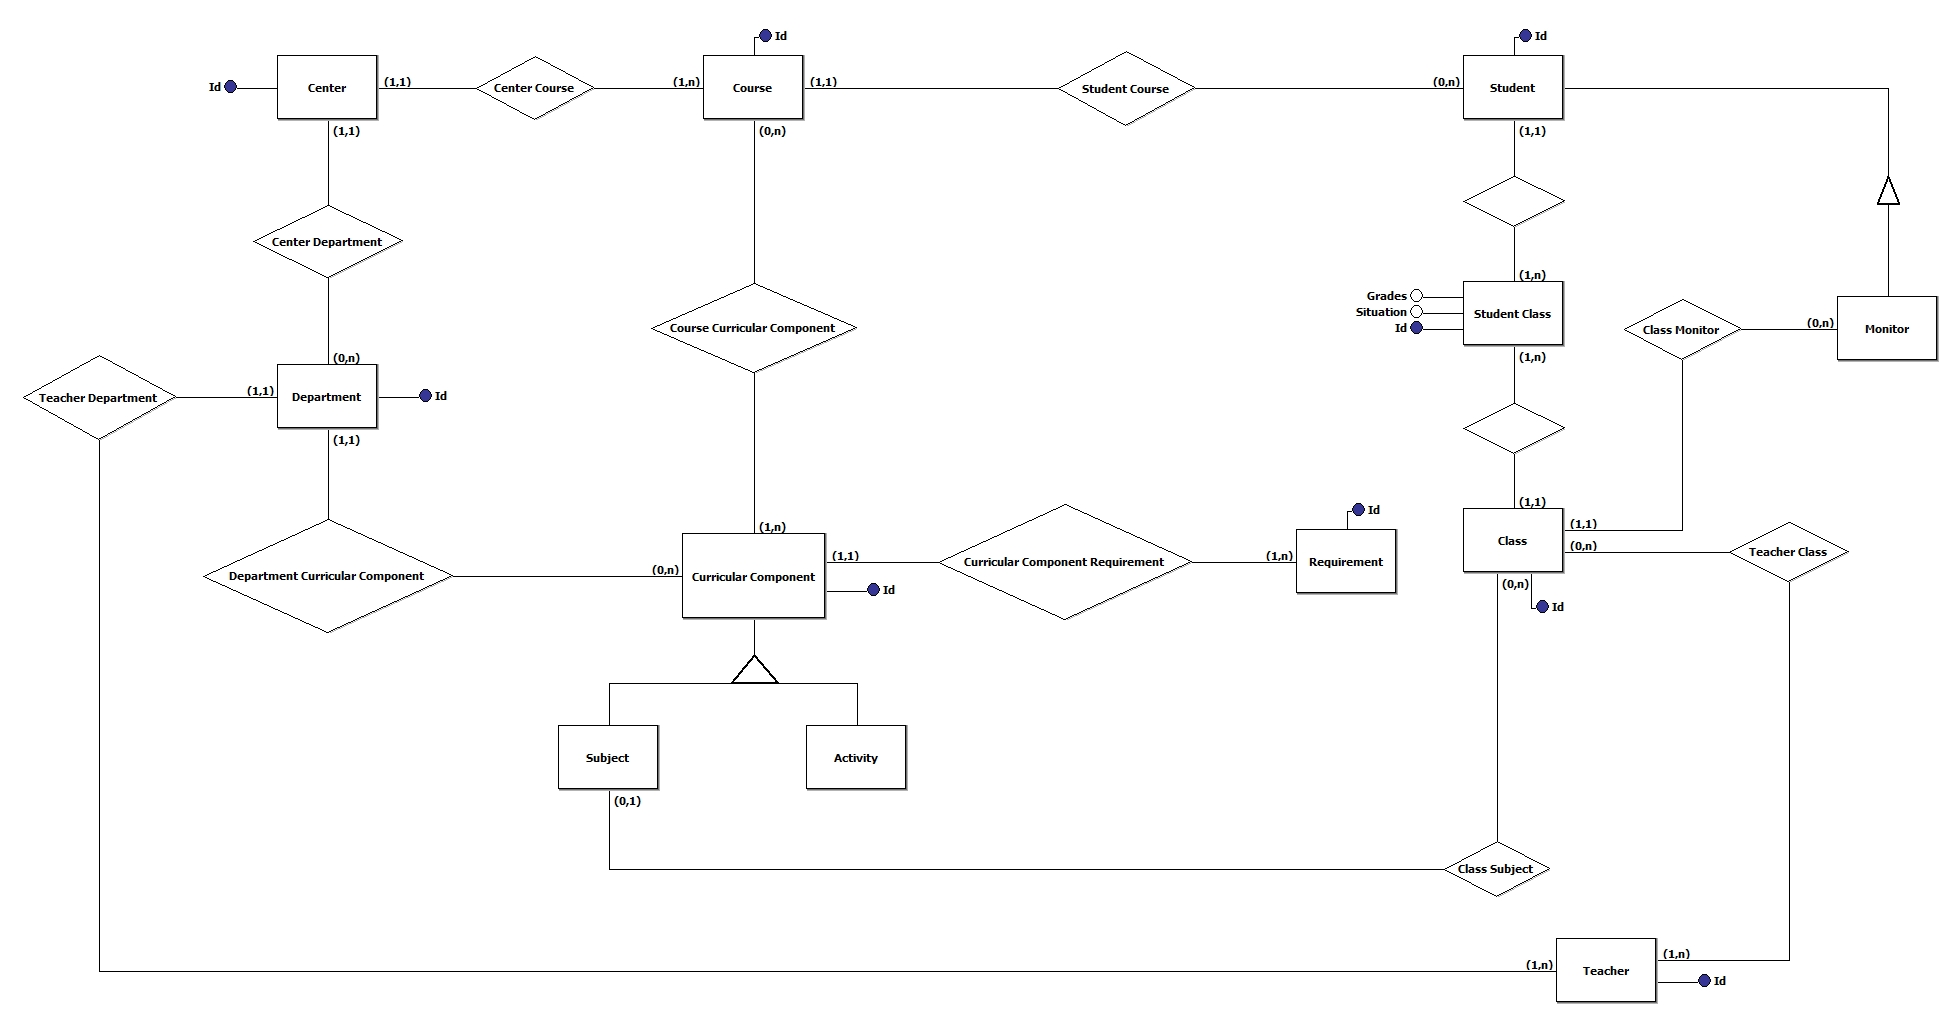 Id
Id
Id
Center
(1,1)
Center Course
(1,n)
Course
(1,1)
Student Course
(0,n)
Student
(1,1)
(0,n)
(1,1)
Center Department
(1,n)
Grades
Situation
Id
Student Class
Class Monitor
(0,n)
Monitor
Course Curricular Component
(0,n)
(1,n)
Teacher Department
(1,1)
Department
Id
(1,1)
(1,n)
(1,1)
Id
Class
(1,1)
(0,n)
Teacher Class
Department Curricular Component
(0,n)
Curricular Component
(1,1)
Curricular Component Requirement
(1,n)
Requirement
Id
(0,n)
Id
Subject
Activity
(0,1)
Class Subject
(1,n)
Teacher
(1,n)
Id